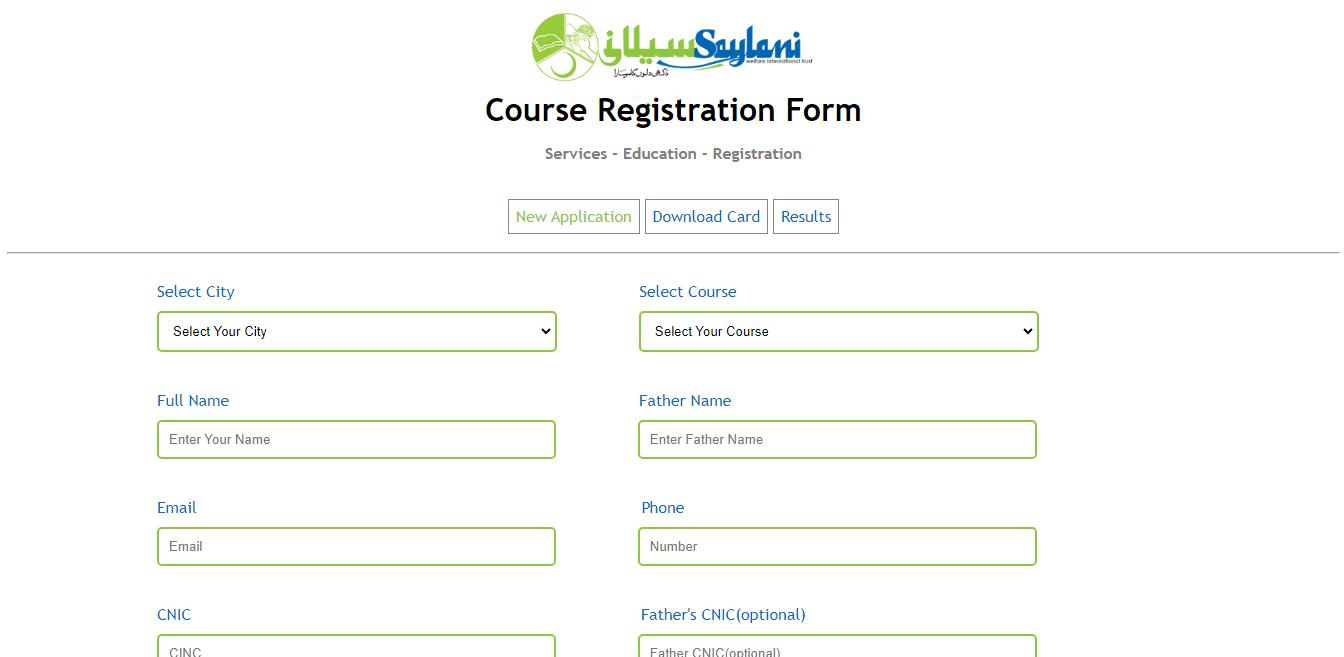 سیلانی Saylani
welfare international trust
دکھی دلوں کا سہارا
Course Registration Form
Services - Education - Registration
New Application Download Card Results
Select City Select Course
Select Your City Select Your Course
Full Name Father Name
Enter Your Name Enter Father Name
Email Phone
Email Number
CNIC Father's CNIC(optional)
CINC Father CNIC(optional)